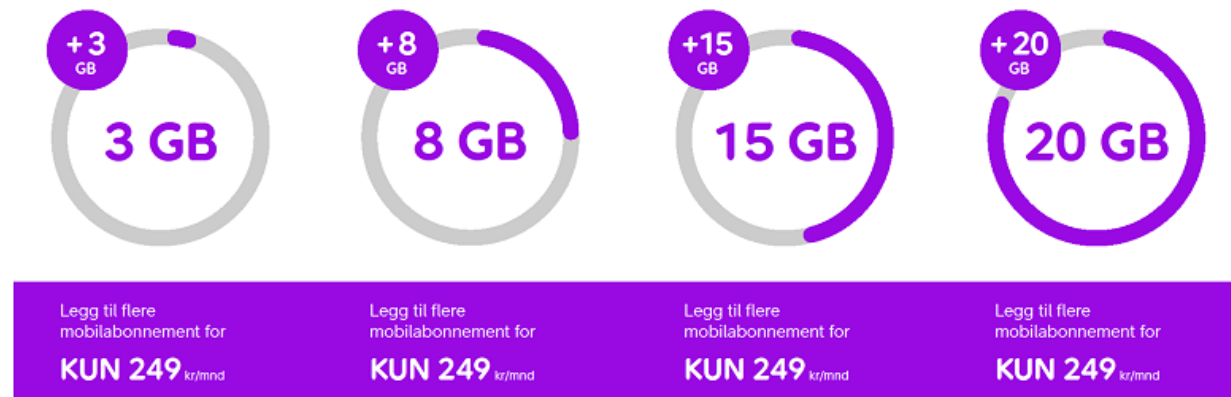 +3
GB
3 GB
+8
GB
8 GB
+15
GB
15 GB
+20
GB
20 GB
Legg til flere
mobilabonnement for
KUN 249 kr/mnd
Legg til flere
mobilabonnement for
KUN 249 kr/mnd
Legg til flere
mobilabonnement for
KUN 249 kr/mnd
Legg til flere
mobilabonnement for
KUN 249 kr/mnd